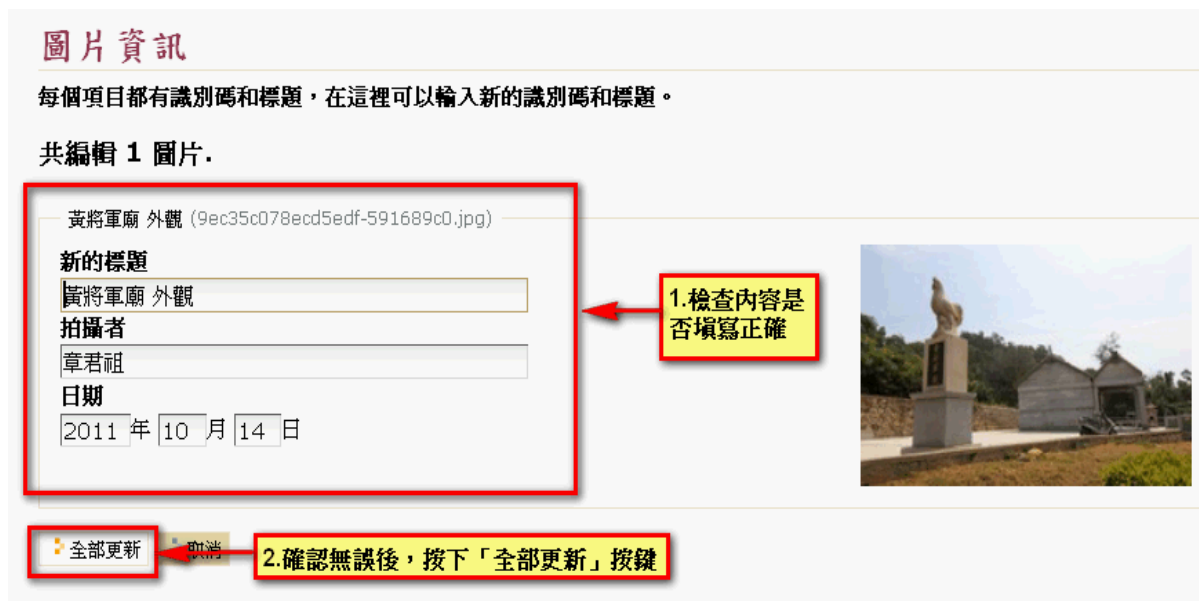 圖片資訊
每個項目都有識別碼和標題，在這裡可以輸入新的識別碼和標題。
共編輯 1 圖片.
黃將軍廟 外觀 (9ec35c078ecd5edf-591689c0.jpg)
新的標題
黃將軍廟 外觀
拍攝者
章君祖
日期
2011 年 10 月 14 日
1.檢查內容是
否填寫正確
全部更新 取消
2.確認無誤後，按下「全部更新」按鍵